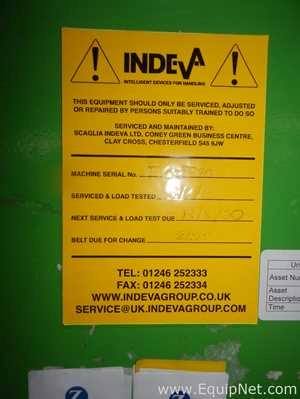 INDEVA
INTELLIGENT DEVICES FOR HANDLING
THIS EQUIPMENT SHOULD ONLY BE SERVICED, ADJUSTED
OR REPAIRED BY PERSONS SUITABLY TRAINED TO DO SO
SERVICED AND MAINTAINED BY:
SCAGLIA INDEVA LTD. CONEY GREEN BUSINESS CENTRE,
CLAY CROSS, CHESTERFIELD S45 9JW
MACHINE SERIAL No.
SERVICED & LOAD TESTED
NEXT SERVICE & LOAD TEST DUE
BELT DUE FOR CHANGE
TEL: 01246 252333
FAX: 01246 252334
WWW.INDEVAGROUP.CO.UK
SERVICE@UK.INDEVAGROUP.COM
Asset
Time
www.EquipNet.com